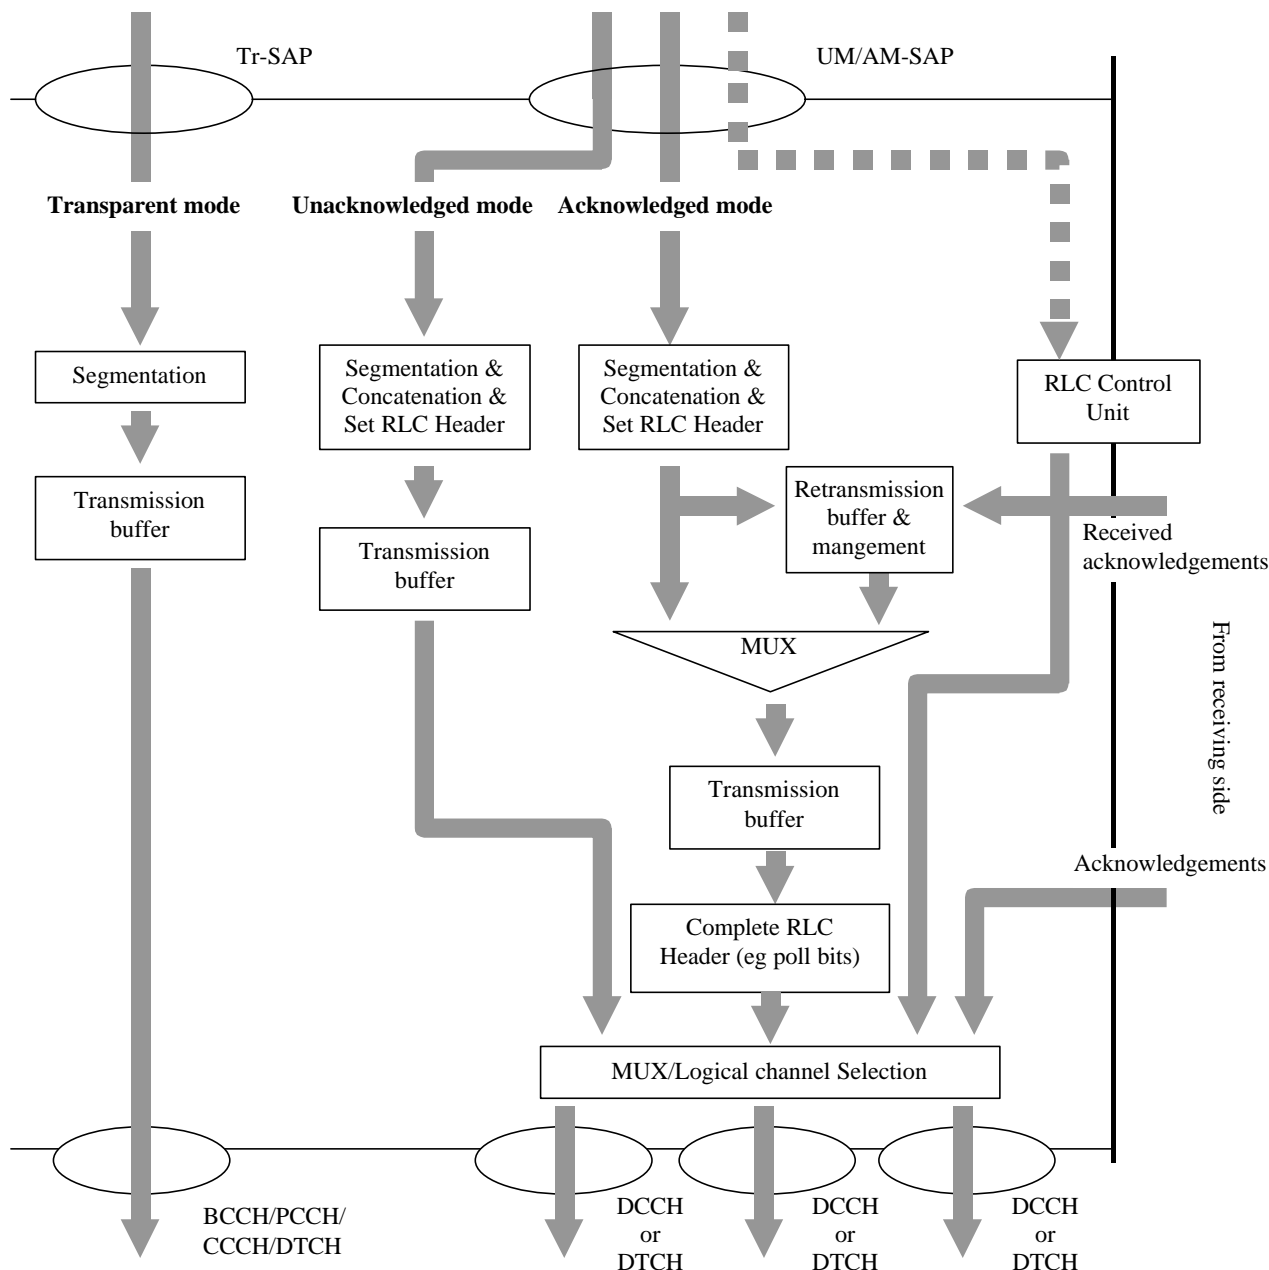 Tr-SAP
UM/AM-SAP
Transparent mode
Unacknowledged mode
Acknowledged mode
Segmentation
Segmentation &
Concatenation &
Set RLC Header
Segmentation &
Concatenation &
Set RLC Header
RLC Control
Unit
Transmission
buffer
Transmission
buffer
Retransmission
buffer &
mangement
Received
acknowledgements
MUX
From receiving side
Transmission
buffer
Acknowledgements
Complete RLC
Header (eg poll bits)
MUX/Logical channel Selection
BCCH/PCCH/
CCCH/DTCH
DCCH
or
DTCH
DCCH
or
DTCH
DCCH
or
DTCH